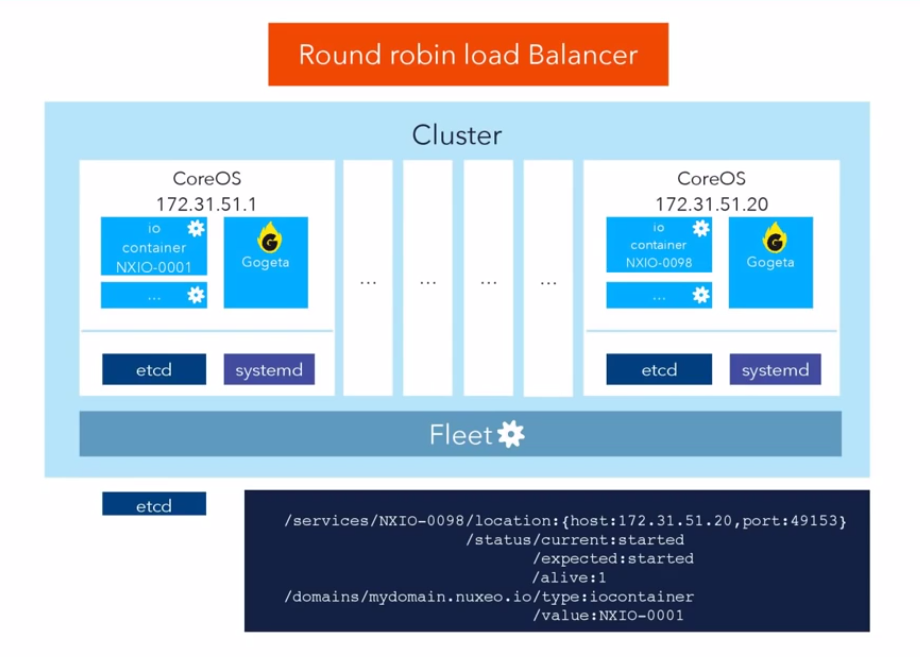 Round robin load Balancer
Cluster
CoreOS
172.31.51.1
io
container
NXIO-0001
...
G
Gogeta
etcd
systemd
...
...
...
...
CoreOS
172.31.51.20
io
container
NXIO-0098
...
G
Gogeta
etcd
systemd
Fleet
etcd
/services/NXIO-0098/location:{host:172.31.51.20,port:49153}
/status/current:started
/expected:started
/alive:1
/domains/mydomain.nuxeo.io/type:iocontainer
/value:NXIO-0001